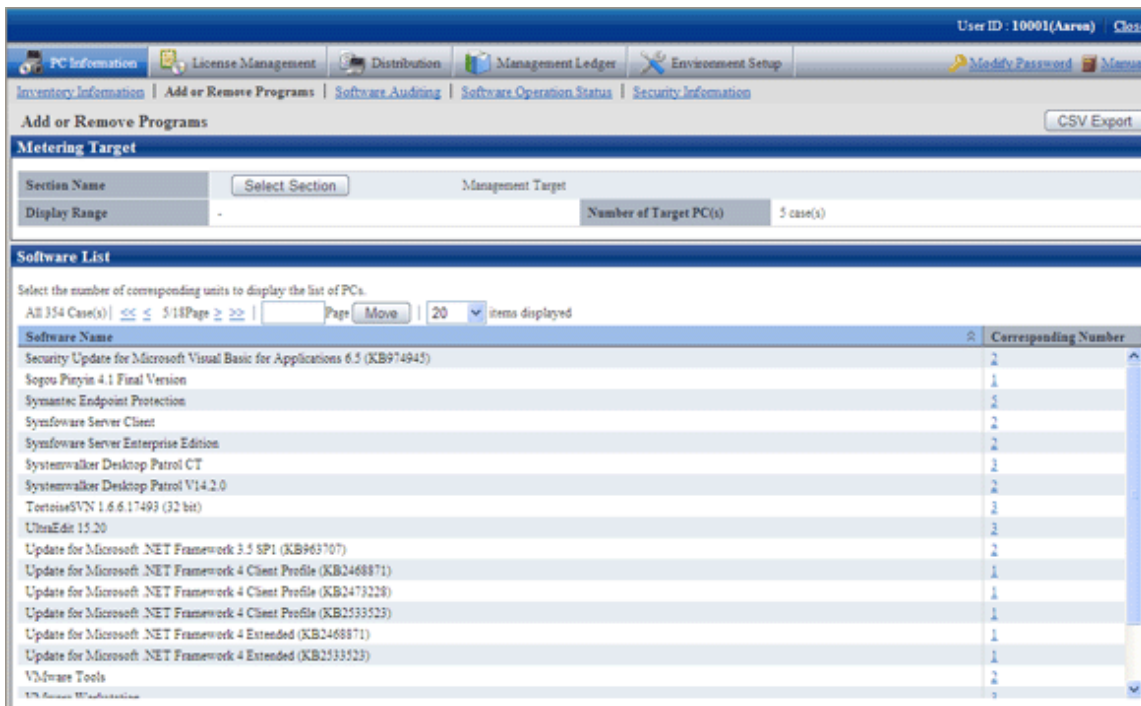 User ID : 10001(Aaron) Clos
PC Information License Management Distribution Management Ledger Environment Setup Modify Password Manua
Inventory Information | Add or Remove Programs | Software Auditing | Software Operation Status | Security Information
Add or Remove Programs CSV Export
Metering Target
Section Name Select Section Management Target
Display Range - Number of Target PC(s) 5 case(s)
Software List
Select the number of corresponding units to display the list of PCs.
All 354 Case(s)| << < 5/18Page > >> | Page Move | 20 items displayed
Software Name Corresponding Number
Security Update for Microsoft Visual Basic for Applications 6.5 (KB974945) 2
Sogou Pinyin 4.1 Final Version 1
Symantec Endpoint Protection 5
Symfoware Server Client 2
Symfoware Server Enterprise Edition 2
Systemwalker Desktop Patrol CT 3
Systemwalker Desktop Patrol V14.2.0 2
TortoiseSVN 1.6.6.17493 (32 bit) 3
UltraEdit 15.20 3
Update for Microsoft .NET Framework 3.5 SP1 (KB963707) 2
Update for Microsoft .NET Framework 4 Client Profile (KB2468871) 1
Update for Microsoft .NET Framework 4 Client Profile (KB2473228) 1
Update for Microsoft .NET Framework 4 Client Profile (KB2533523) 1
Update for Microsoft .NET Framework 4 Extended (KB2468871) 1
Update for Microsoft .NET Framework 4 Extended (KB2533523) 1
VMware Tools 2
VMware Workstation